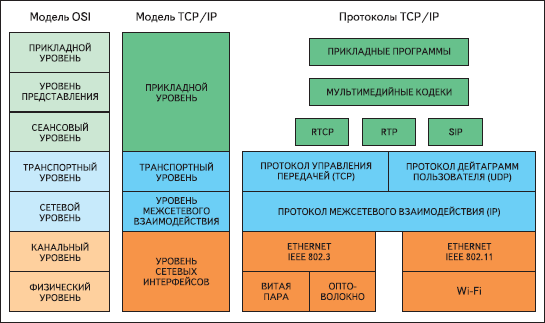 Модель OSI
Модель TCP/IP
Протоколы TCP/IP
ПРИКЛАДНОЙ
УРОВЕНЬ
УРОВЕНЬ
ПРЕДСТАВЛЕНИЯ
СЕАНСОВЫЙ
УРОВЕНЬ
ТРАНСПОРТНЫЙ
УРОВЕНЬ
СЕТЕВОЙ
УРОВЕНЬ
КАНАЛЬНЫЙ
УРОВЕНЬ
ФИЗИЧЕСКИЙ
УРОВЕНЬ
ПРИКЛАДНОЙ
УРОВЕНЬ
ТРАНСПОРТНЫЙ
УРОВЕНЬ
УРОВЕНЬ
МЕЖСЕТЕВОГО
ВЗАИМОДЕЙСТВИЯ
УРОВЕНЬ
СЕТЕВЫХ
ИНТЕРФЕЙСОВ
ПРИКЛАДНЫЕ ПРОГРАММЫ
МУЛЬТИМЕДИЙНЫЕ КОДЕКИ
RTCP
RTP
SIP
ПРОТОКОЛ УПРАВЛЕНИЯ
ПЕРЕДАЧЕЙ (TCP)
ПРОТОКОЛ ДЕЙТАГРАММ
ПОЛЬЗОВАТЕЛЯ (UDP)
ПРОТОКОЛ МЕЖСЕТЕВОГО ВЗАИМОДЕЙСТВИЯ (IP)
ETHERNET
IEEE 802.3
ETHERNET
IEEE 802.11
ВИТАЯ
ПАРА
ОПТО-
ВОЛОКНО
Wi-Fi